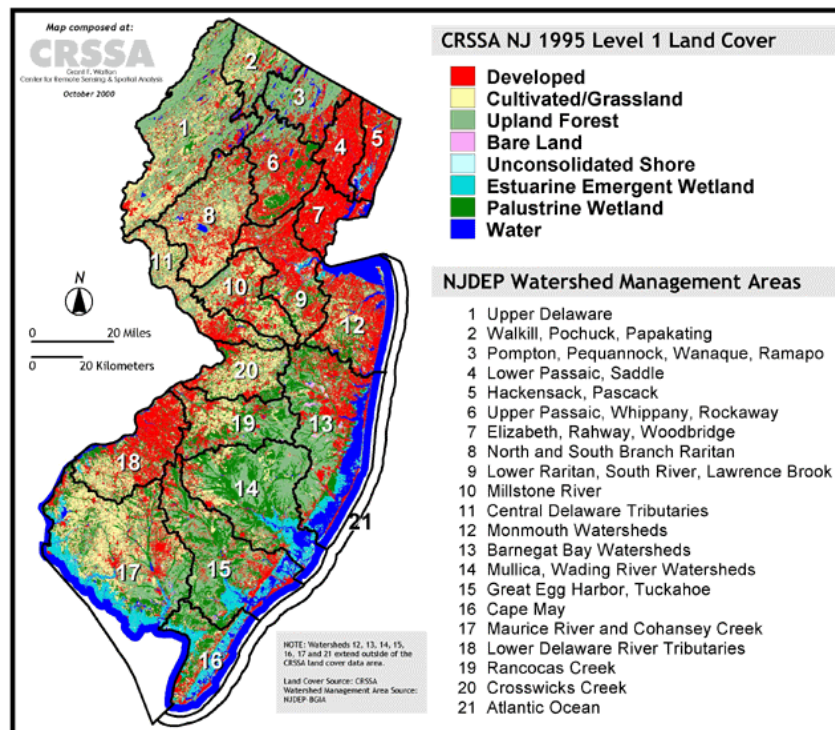 Map composed at:
CRSSA
Grant F. Walton
Center for Remote Sensing & Spatial Analysis
October 2000
N
0 20 Miles
0 20 Kilometers
1
2
3
4
5
6
7
8
9
10
11
12
13
14
15
16
17
18
19
20
21
NOTE: Watersheds 12, 13, 14, 15,
16, 17 and 21 extend outside of the
CRSSA land cover data area.
Land Cover Source: CRSSA
Watershed Management Area Source:
NJDEP-BGIA
CRSSA NJ 1995 Level 1 Land Cover
Developed
Cultivated/Grassland
Upland Forest
Bare Land
Unconsolidated Shore
Estuarine Emergent Wetland
Palustrine Wetland
Water
NJDEP Watershed Management Areas
1 Upper Delaware
2 Walkill, Pochuck, Papakating
3 Pompton, Pequannock, Wanaque, Ramapo
4 Lower Passaic, Saddle
5 Hackensack, Pascack
6 Upper Passaic, Whippany, Rockaway
7 Elizabeth, Rahway, Woodbridge
8 North and South Branch Raritan
9 Lower Raritan, South River, Lawrence Brook
10 Millstone River
11 Central Delaware Tributaries
12 Monmouth Watersheds
13 Barnegat Bay Watersheds
14 Mullica, Wading River Watersheds
15 Great Egg Harbor, Tuckahoe
16 Cape May
17 Maurice River and Cohansey Creek
18 Lower Delaware River Tributaries
19 Rancocas Creek
20 Crosswicks Creek
21 Atlantic Ocean